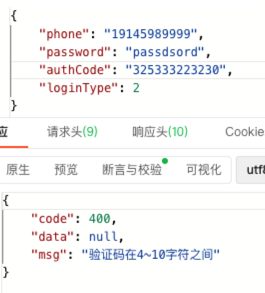 {
"phone": "19145989999",
"password": "passdsord",
"authCode": "325333223230",
"loginType": 2
}
应 请求头(9) 响应头(10) Cookie
原生 预览 断言与校验 可视化 utf8
{
"code": 400,
"data": null,
"msg": "验证码在4~10字符之间"
}